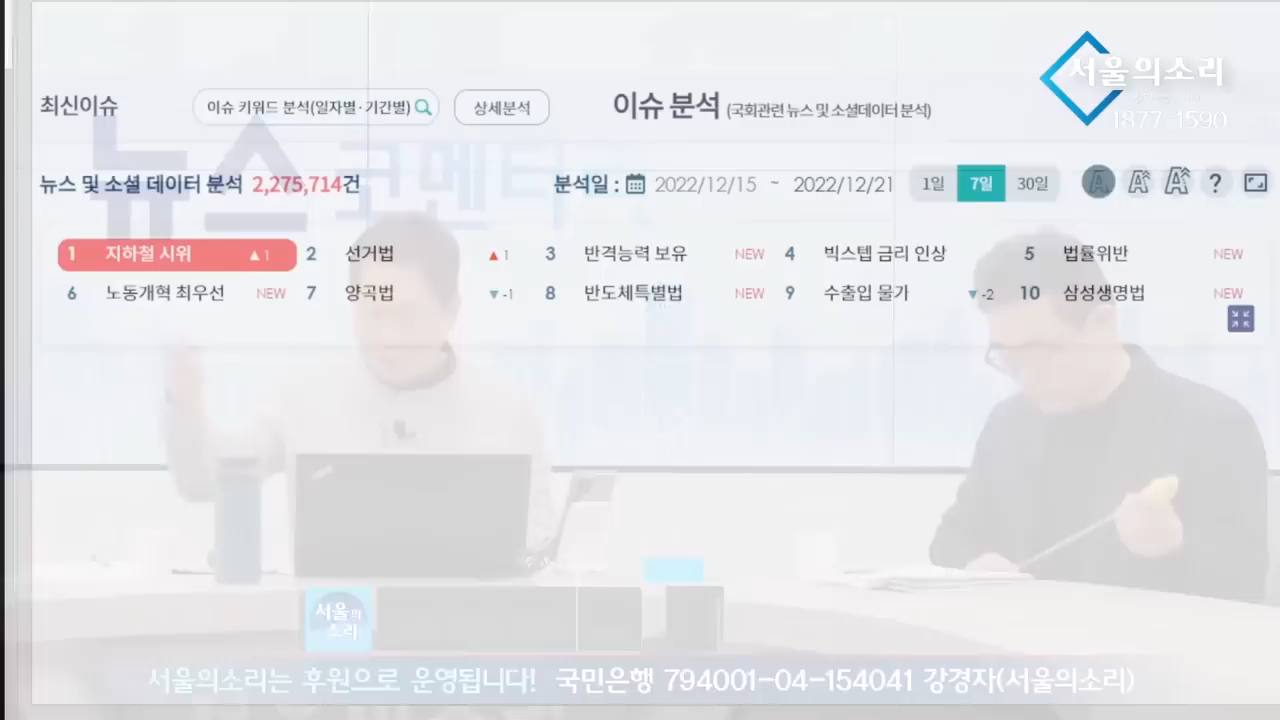 서울의소리
1877-1590
최신이슈 이슈 키워드 분석(일자별·기간별) 상세분석 이슈 분석 (국회관련 뉴스 및 소셜데이터 분석)
뉴스코멘
뉴스 및 소셜 데이터 분석 2,275,714건 분석일 : 2022/12/15 ~ 2022/12/21 1일 7일 30일 A A A ?
1 지하철 시위 ▲1 2 선거법 ▲1 3 반격능력 보유 NEW 4 빅스텝 금리 인상 5 법률위반 NEW
6 노동개혁 최우선 NEW 7 양곡법 ▼-1 8 반도체특별법 NEW 9 수출입 물가 ▼-2 10 삼성생명법 NEW
서울의
소리
서울의소리는 후원으로 운영됩니다! 국민은행 794001-04-154041 강경자(서울의소리)